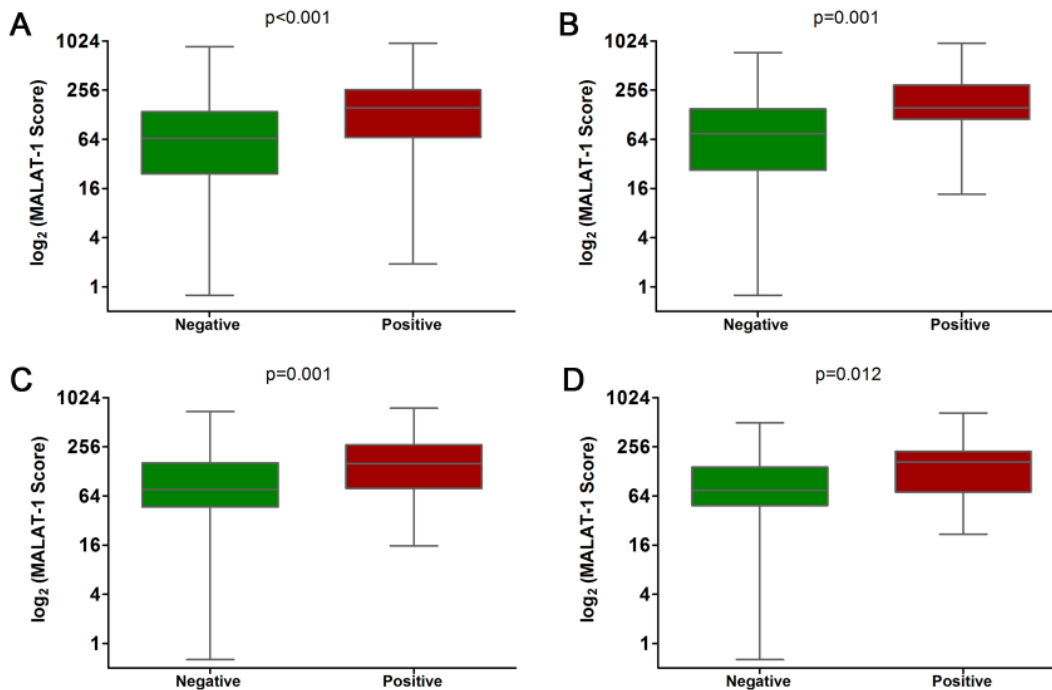 A
p<0.001
log₂ (MALAT-1 Score)
1024
256
64
16
4
1
Negative
Positive
B
p=0.001
log₂ (MALAT-1 Score)
1024
256
64
16
4
1
Negative
Positive
C
p=0.001
log₂ (MALAT-1 Score)
1024
256
64
16
4
1
Negative
Positive
D
p=0.012
log₂ (MALAT-1 Score)
1024
256
64
16
4
1
Negative
Positive